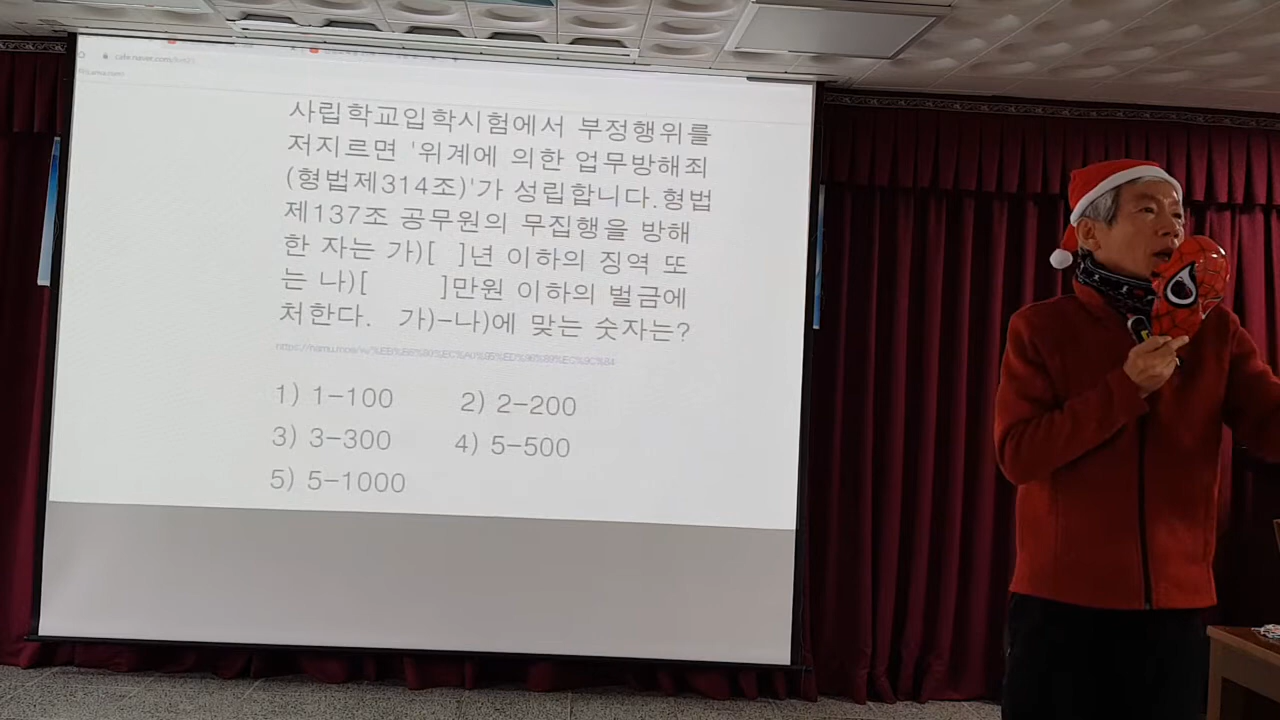 cafe.naver.com
사립학교입학시험에서 부정행위를
저지르면 '위계에 의한 업무방해죄
(형법제314조)'가 성립합니다.형법
제137조 공무원의 무집행을 방해
한 자는 가)[ ]년 이하의 징역 또
는 나)[ ]만원 이하의 벌금에
처한다. 가)-나)에 맞는 숫자는?
1) 1-100 2) 2-200
3) 3-300 4) 5-500
5) 5-1000